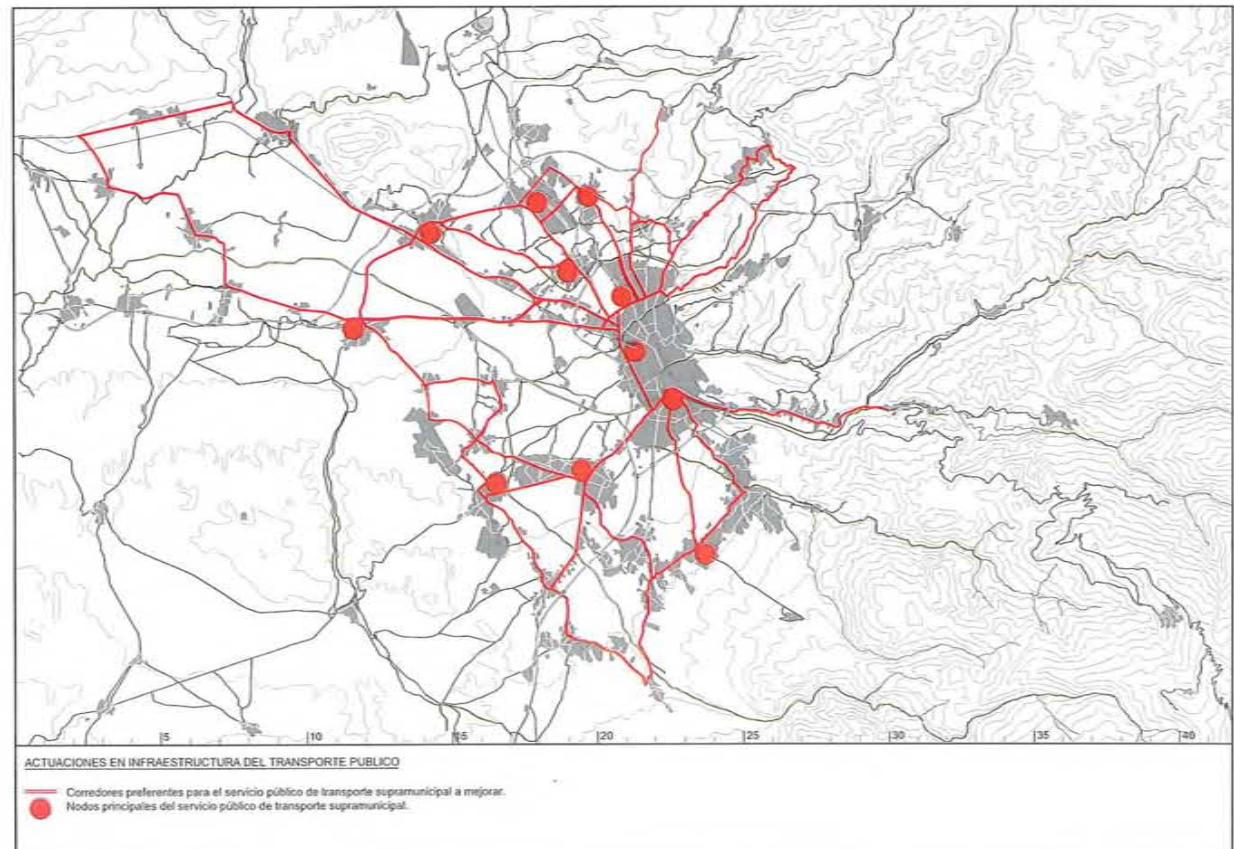 |5 |10 |15 |20 |25 |30 |35 |40
ACTUACIONES EN INFRAESTRUCTURA DEL TRANSPORTE PUBLICO
Corredores preferentes para el servicio público de transporte supramunicipal a mejorar.
Nodos principales del servicio público de transporte supramunicipal.